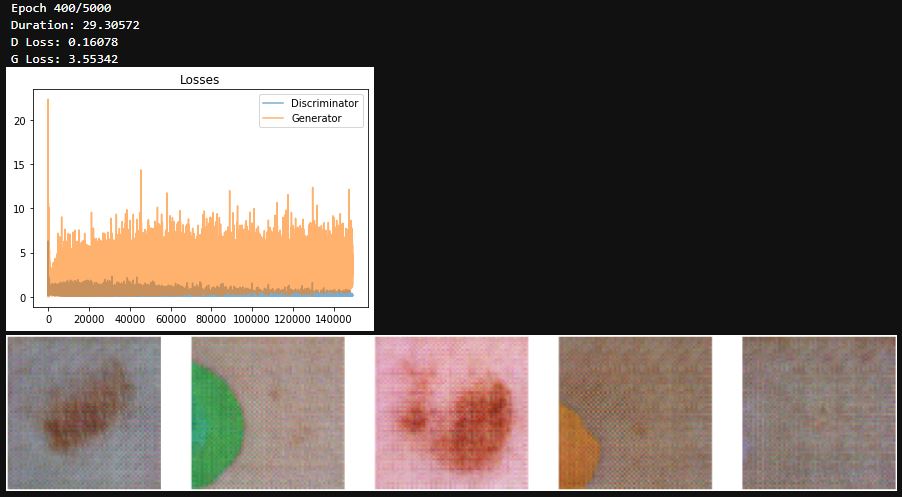 Epoch 400/5000
Duration: 29.30572
D Loss: 0.16078
G Loss: 3.55342
Losses
Discriminator
Generator
20
15
10
5
0
0 20000 40000 60000 80000 100000 120000 140000